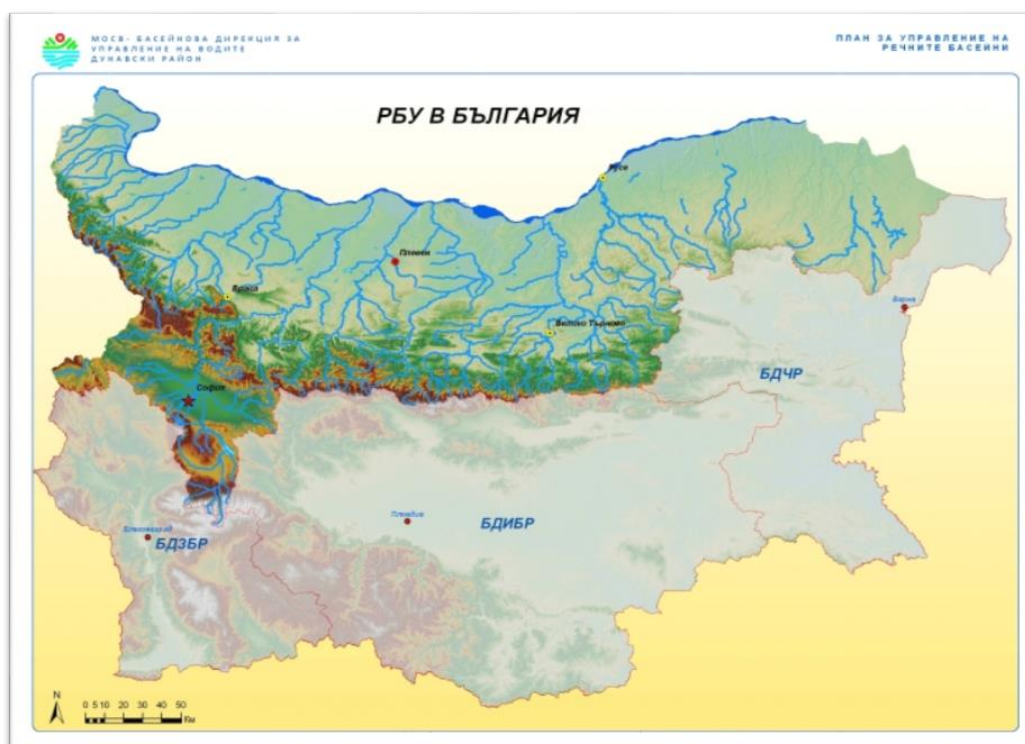 МОСВ- БАСЕЙНОВА ДИРЕКЦИЯ ЗА
УПРАВЛЕНИЕ НА ВОДИТЕ
ДУНАВСКИ РАЙОН
ПЛАН ЗА УПРАВЛЕНИЕ НА
РЕЧНИТЕ БАСЕЙНИ
РБУ В БЪЛГАРИЯ
Русе
Плевен
Враца
Варна
Велико Търново
БДЧР
София
Пловдив
БДИБР
Благоевград
БДЗБР
N
0 5 10 20 30 40 50
Км